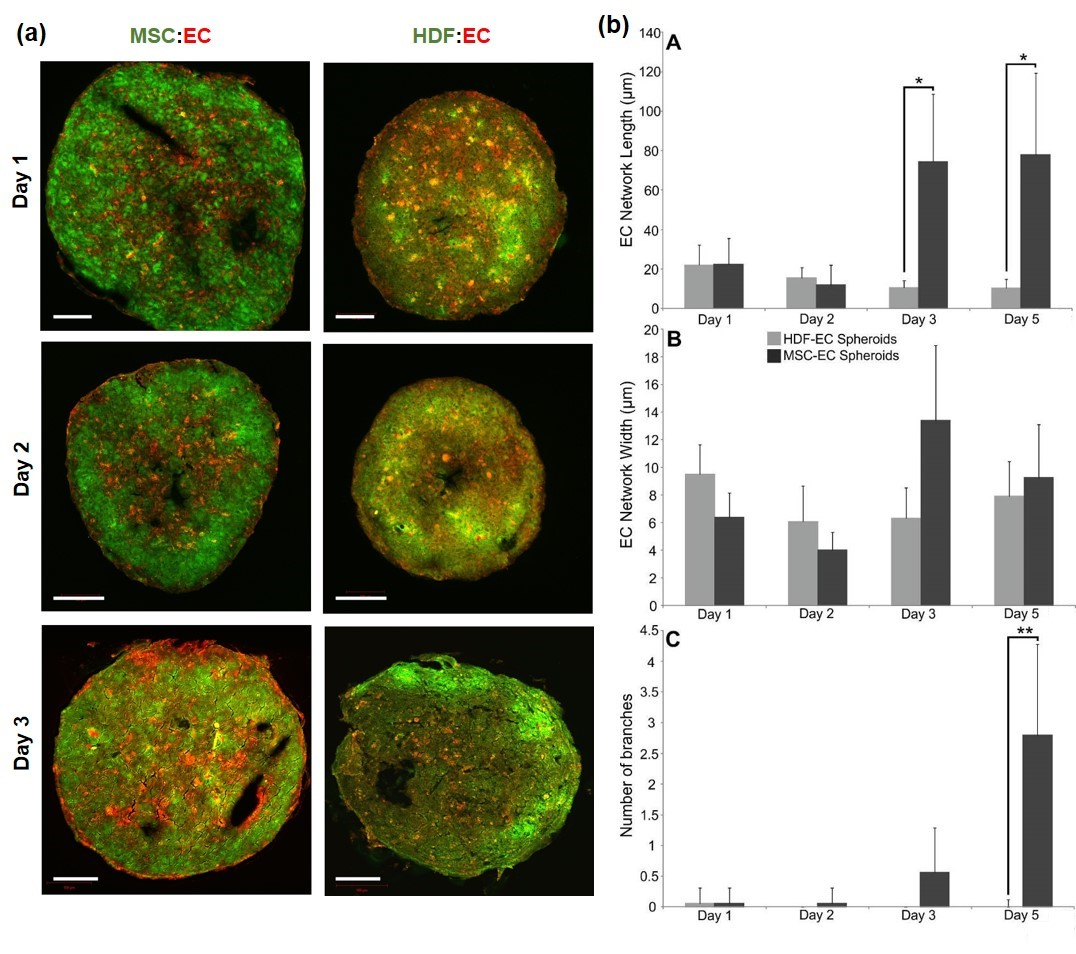 (a)
MSC:EC
HDF:EC
Day 1
Day 2
Day 3
(b)
A
EC Network Length (µm)
140
120
100
80
60
40
20
0
*
*
Day 1
Day 2
Day 3
Day 5
B
EC Network Width (µm)
20
18
16
14
12
10
8
6
4
2
0
HDF-EC Spheroids
MSC-EC Spheroids
Day 1
Day 2
Day 3
Day 5
C
Number of branches
4.5
4
3.5
3
2.5
2
1.5
1
0.5
0
**
Day 1
Day 2
Day 3
Day 5